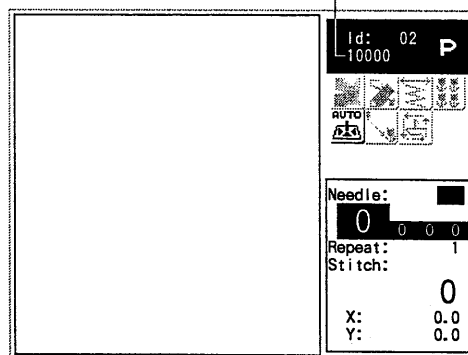 Id: 02 P
10000
AUTO
Needle:
0 0 0 0
Repeat: 1
Stitch:
0
X: 0.0
Y: 0.0